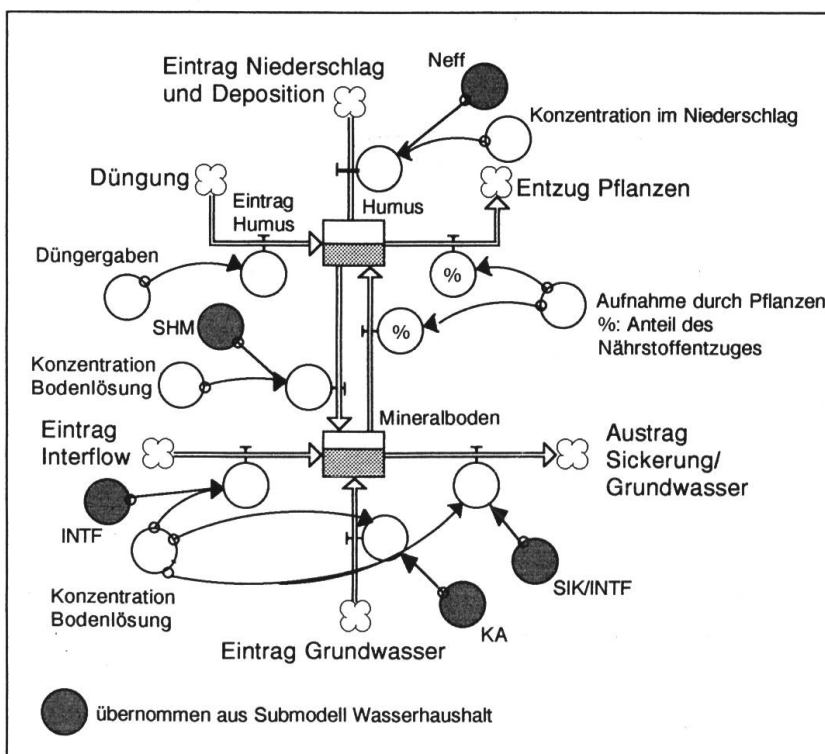 Eintrag Niederschlag
und Deposition
Neff
Konzentration im Niederschlag
Düngung
Eintrag
Humus
Humus
Entzug Pflanzen
Düngergaben
%
%
Aufnahme durch Pflanzen
%: Anteil des
Nährstoffentzuges
SHM
Konzentration
Bodenlösung
Mineralboden
Eintrag
Interflow
Austrag
Sickerung/
Grundwasser
INTF
SIK/INTF
Konzentration
Bodenlösung
KA
Eintrag Grundwasser
übernommen aus Submodell Wasserhaushalt